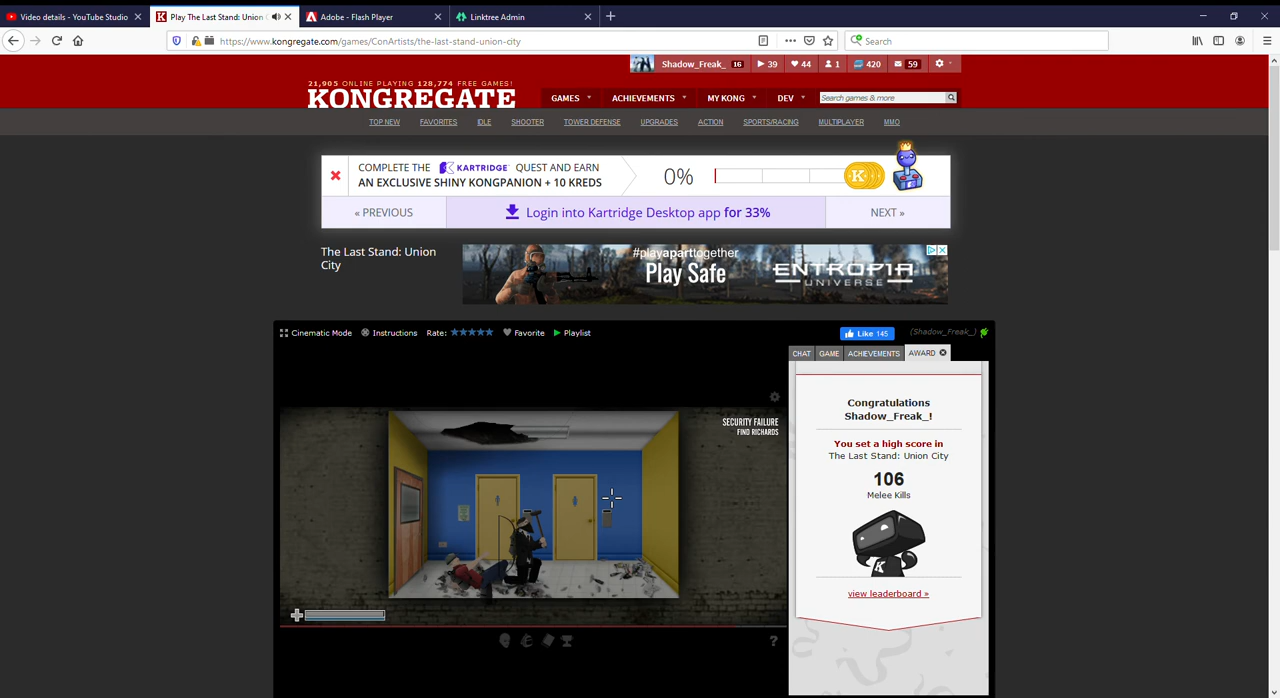 Video details - YouTube Studio
Play The Last Stand: Union C
Adobe - Flash Player
Linktree Admin
https://www.kongregate.com/games/ConArtists/the-last-stand-union-city
Search
Shadow_Freak_ 16 39 44 1 420 59
21,905 ONLINE PLAYING 128,774 FREE GAMES!
KONGREGATE
GAMES ACHIEVEMENTS MY KONG DEV Search games & more
TOP NEW FAVORITES IDLE SHOOTER TOWER DEFENSE UPGRADES ACTION SPORTS/RACING MULTIPLAYER MMO
COMPLETE THE KARTRIDGE QUEST AND EARN
AN EXCLUSIVE SHINY KONGPANION + 10 KREDS
0%
K
« PREVIOUS
Login into Kartridge Desktop app for 33%
NEXT »
The Last Stand: Union
City
#playaparttogether
Play Safe
ENTROPIA
UNIVERSE
Cinematic Mode Instructions Rate: Favorite Playlist
Like 145
(Shadow_Freak_)
CHAT GAME ACHIEVEMENTS AWARD
SECURITY FAILURE
FIND RICHARDS
Congratulations
Shadow_Freak_!
You set a high score in
The Last Stand: Union City
106
Melee Kills
K
view leaderboard »
?